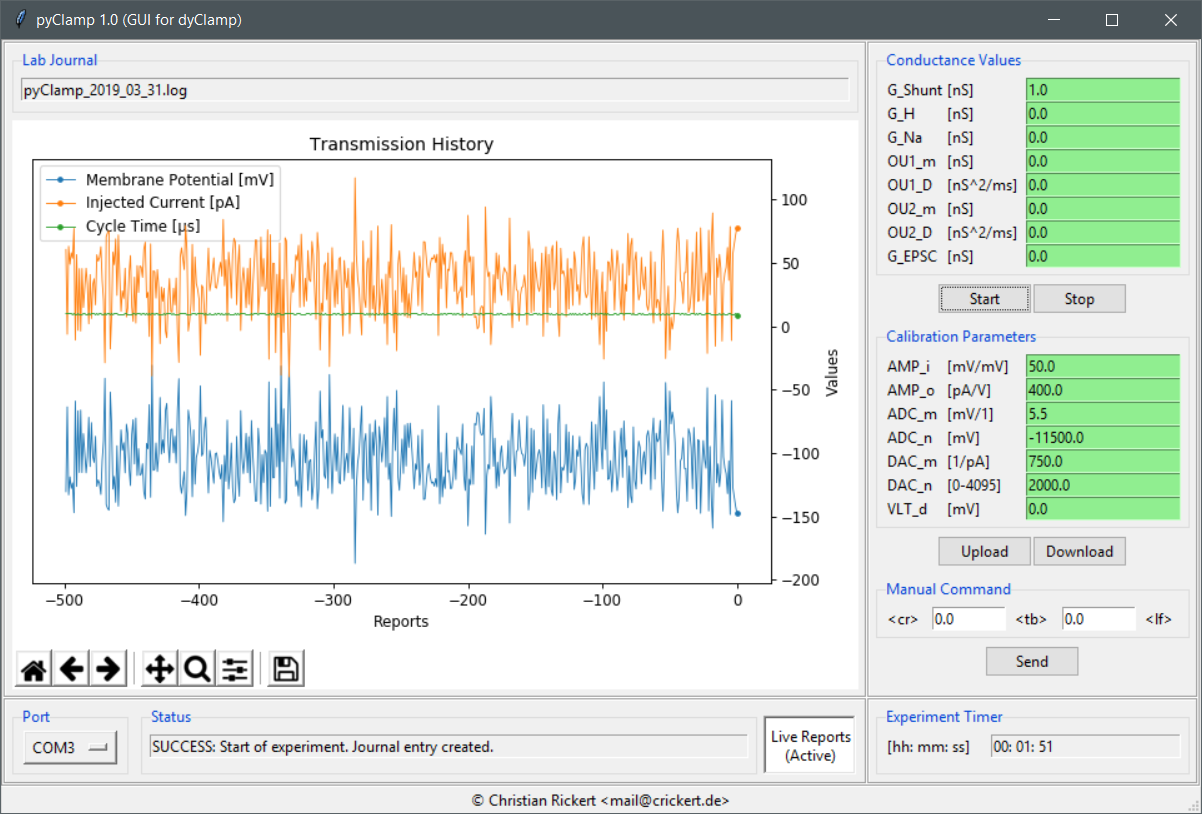 pyClamp 1.0 (GUI for dyClamp)
Lab Journal
pyClamp_2019_03_31.log
Transmission History
Membrane Potential [mV]
Injected Current [pA]
Cycle Time [µs]
100
50
0
−50
−100
−150
−200
Values
−500
−400
−300
−200
−100
0
Reports
Conductance Values
G_Shunt [nS] 1.0
G_H [nS] 0.0
G_Na [nS] 0.0
OU1_m [nS] 0.0
OU1_D [nS^2/ms] 0.0
OU2_m [nS] 0.0
OU2_D [nS^2/ms] 0.0
G_EPSC [nS] 0.0
Start Stop
Calibration Parameters
AMP_i [mV/mV] 50.0
AMP_o [pA/V] 400.0
ADC_m [mV/1] 5.5
ADC_n [mV] -11500.0
DAC_m [1/pA] 750.0
DAC_n [0-4095] 2000.0
VLT_d [mV] 0.0
Upload Download
Manual Command
<cr> 0.0 <tb> 0.0 <lf>
Send
Port
COM3
Status
SUCCESS: Start of experiment. Journal entry created.
Live Reports
(Active)
Experiment Timer
[hh: mm: ss] 00: 01: 51
© Christian Rickert <mail@crickert.de>